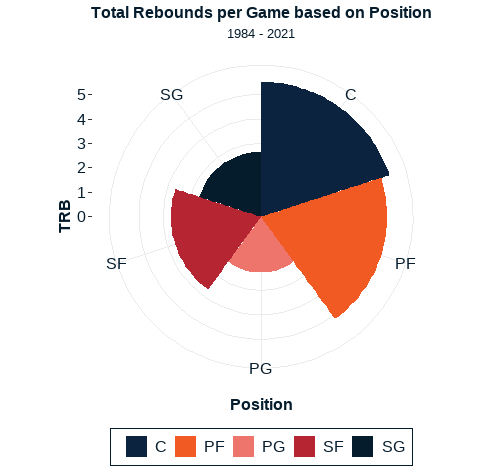 Total Rebounds per Game based on Position
1984 - 2021
SG
C
5
4
3
2
1
0
TRB
SF
PF
PG
Position
C PF PG SF SG